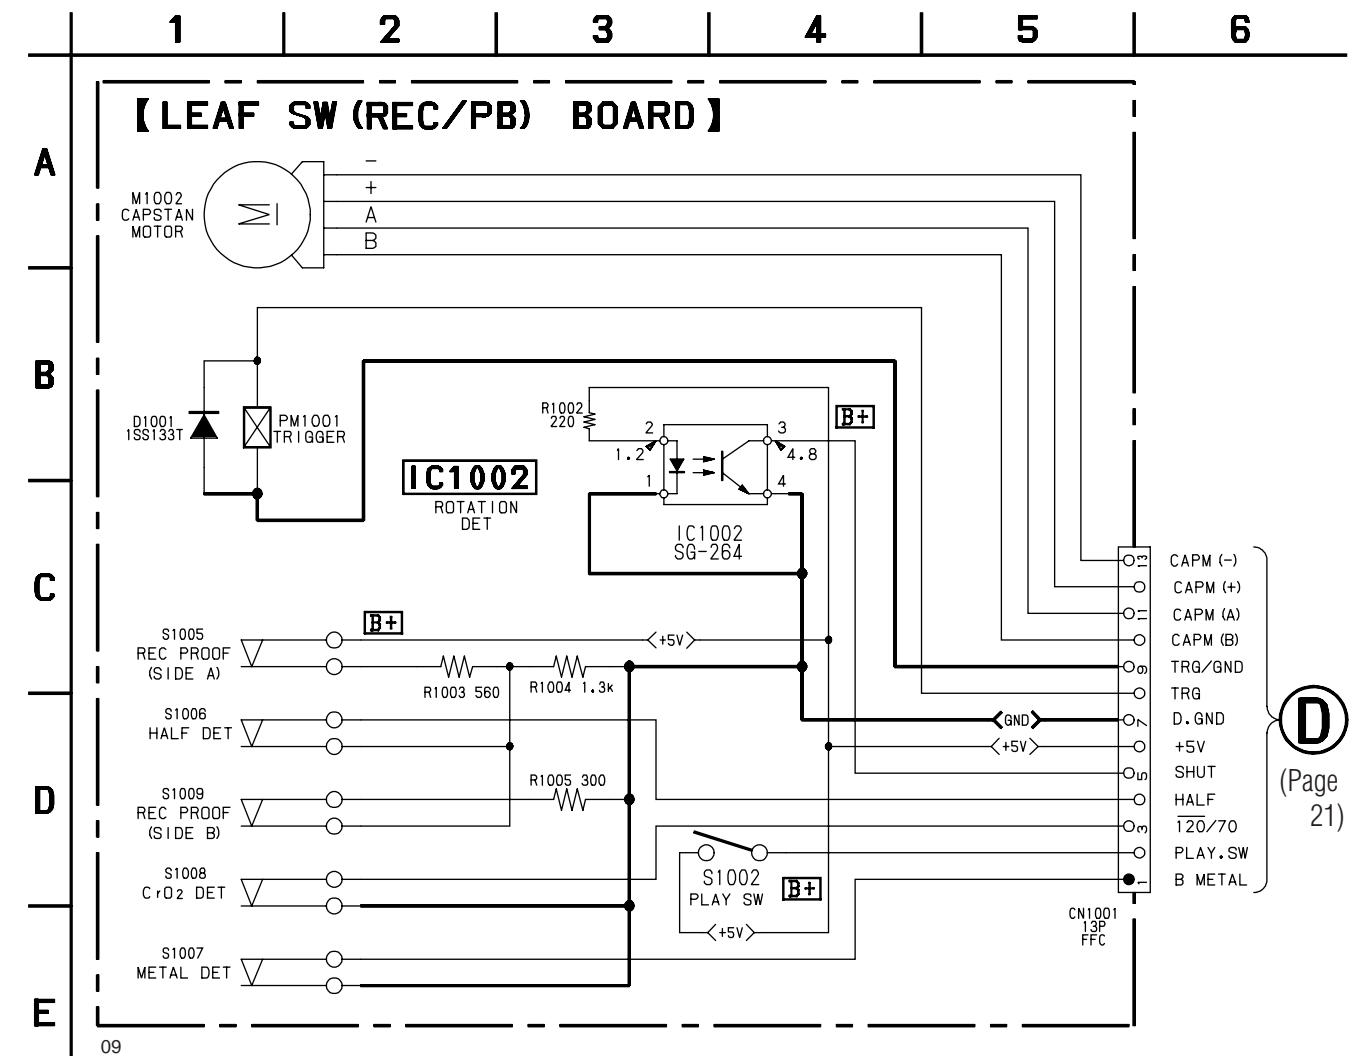 1 2 3 4 5 6
A
B
C
D
E
【LEAF SW(REC/PB) BOARD】
M1002
CAPSTAN
MOTOR
M
−
+
A
B
D1001
1SS133T
PM1001
TRIGGER
R1002
220
B+
2
1.2
3
4.8
1
4
IC1002
ROTATION
DET
IC1002
SG-264
S1005
REC PROOF
(SIDE A)
B+
+5V
R1003 560
R1004 1.3k
S1006
HALF DET
S1009
REC PROOF
(SIDE B)
R1005 300
S1008
CrO2 DET
S1007
METAL DET
S1002
PLAY SW
B+
+5V
GND
+5V
13 CAPM(−)
CAPM(+)
11 CAPM(A)
CAPM(B)
9 TRG/GND
TRG
7 D.GND
+5V
5 SHUT
HALF
3 120/70
PLAY.SW
1 B METAL
CN1001
13P
FFC
D
(Page
21)
09